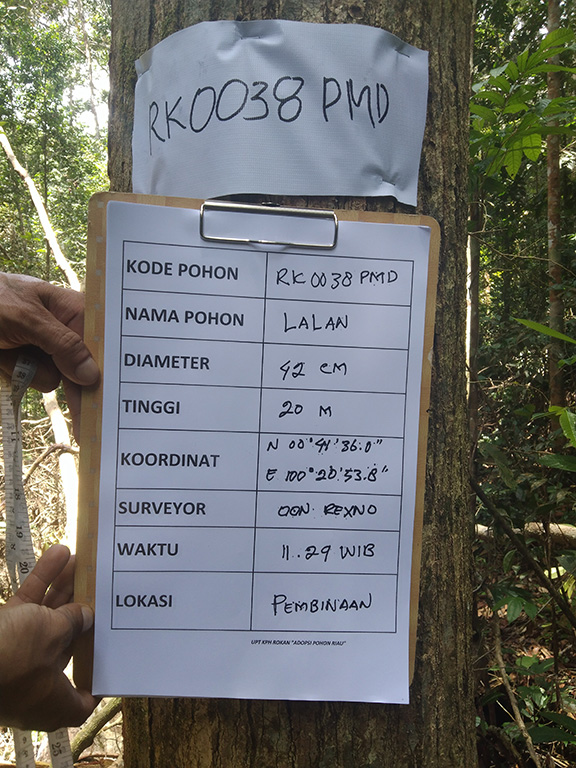 RK0038 PMD
KODE POHON RK0038 PMD
NAMA POHON LALAN
DIAMETER 42 CM
TINGGI 20 M
KOORDINAT N 00°41'36.0"
E 100°20'53.8"
SURVEYOR OON. REXNO
WAKTU 11.29 WIB
LOKASI PEMBINAAN
UPT KPH ROKAN "ADOPSI POHON RIAU"
19
20